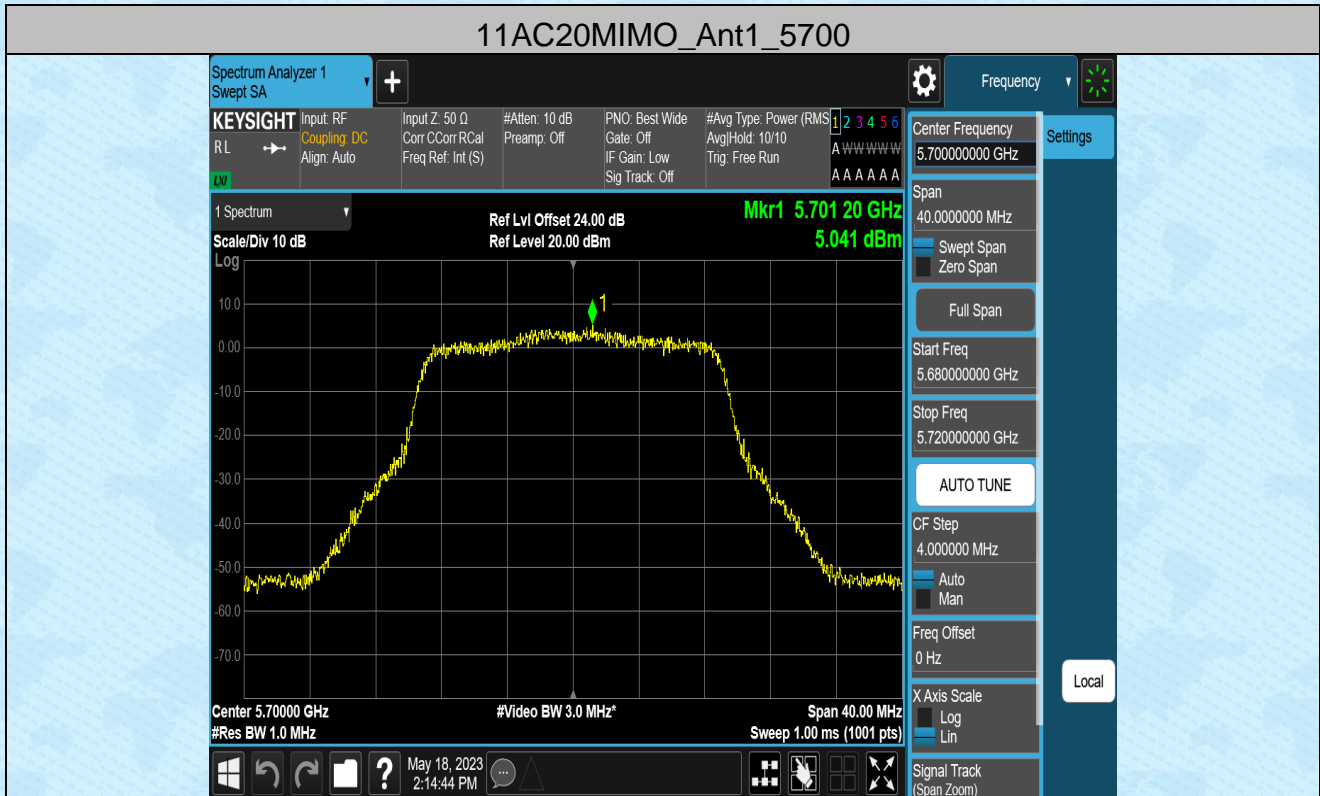 11AC20MIMO_Ant1_5700
Spectrum Analyzer 1
Swept SA
+
Frequency
KEYSIGHT
RL
LXI
Input: RF
Coupling: DC
Align: Auto
Input Z: 50 Ω
Corr CCorr RCal
Freq Ref: Int (S)
#Atten: 10 dB
Preamp: Off
PNO: Best Wide
Gate: Off
IF Gain: Low
Sig Track: Off
#Avg Type: Power (RMS
Avg|Hold: 10/10
Trig: Free Run
1 2 3 4 5 6
A W W W W W
A A A A A A
1 Spectrum
Scale/Div 10 dB
Log
Ref Lvl Offset 24.00 dB
Ref Level 20.00 dBm
Mkr1 5.701 20 GHz
5.041 dBm
1
10.0
0.00
-10.0
-20.0
-30.0
-40.0
-50.0
-60.0
-70.0
Center 5.70000 GHz
#Res BW 1.0 MHz
#Video BW 3.0 MHz*
Span 40.00 MHz
Sweep 1.00 ms (1001 pts)
?
May 18, 2023
2:14:44 PM
Center Frequency
5.700000000 GHz
Settings
Span
40.0000000 MHz
Swept Span
Zero Span
Full Span
Start Freq
5.680000000 GHz
Stop Freq
5.720000000 GHz
AUTO TUNE
CF Step
4.000000 MHz
Auto
Man
Freq Offset
0 Hz
X Axis Scale
Log
Lin
Local
Signal Track
(Span Zoom)